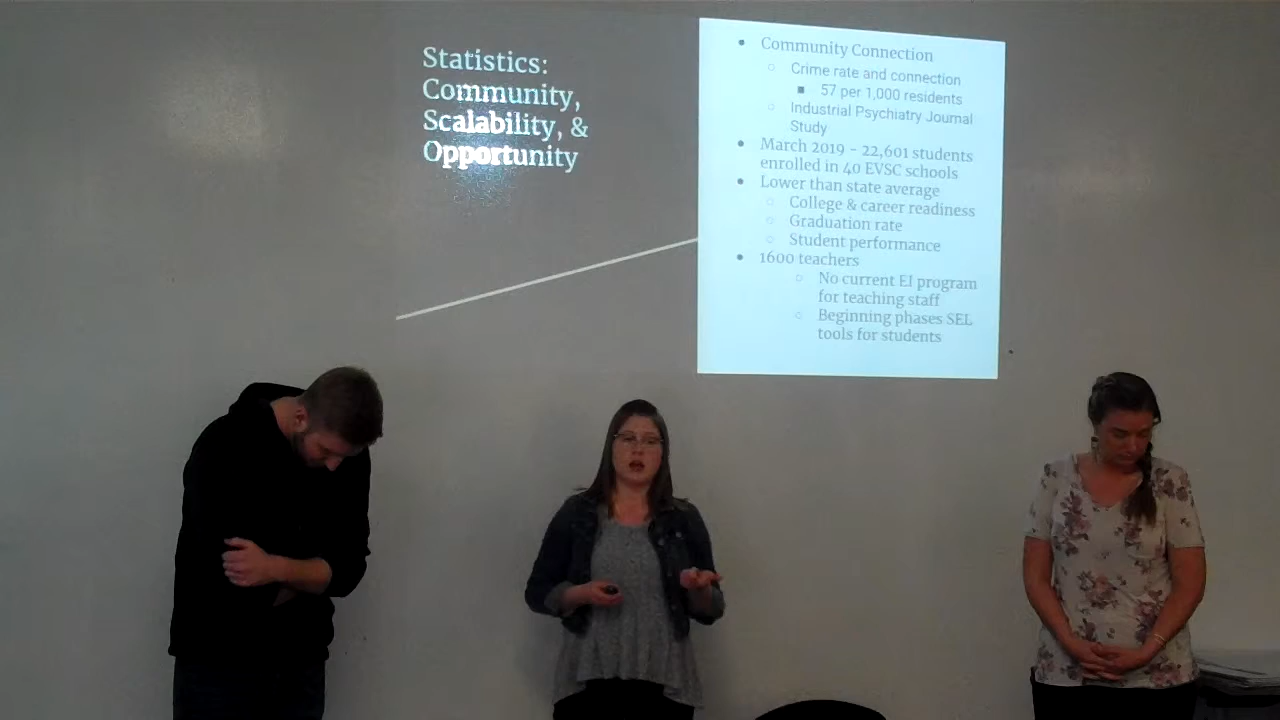 Statistics:
Community,
Scalability, &
Opportunity
Community Connection
Crime rate and connection
57 per 1,000 residents
Industrial Psychiatry Journal
Study
March 2019 - 22,601 students
enrolled in 40 EVSC schools
Lower than state average
College & career readiness
Graduation rate
Student performance
1600 teachers
No current EI program
for teaching staff
Beginning phases SEL
tools for students